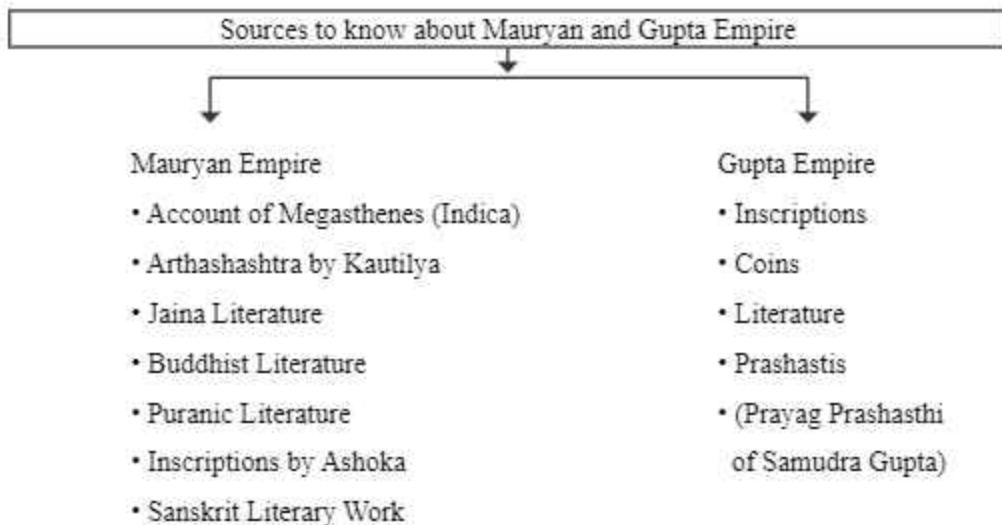 Sources to know about Mauryan and Gupta Empire
Mauryan Empire
• Account of Megasthenes (Indica)
• Arthashashtra by Kautilya
• Jaina Literature
• Buddhist Literature
• Puranic Literature
• Inscriptions by Ashoka
• Sanskrit Literary Work
Gupta Empire
• Inscriptions
• Coins
• Literature
• Prashastis
• (Prayag Prashasthi
of Samudra Gupta)